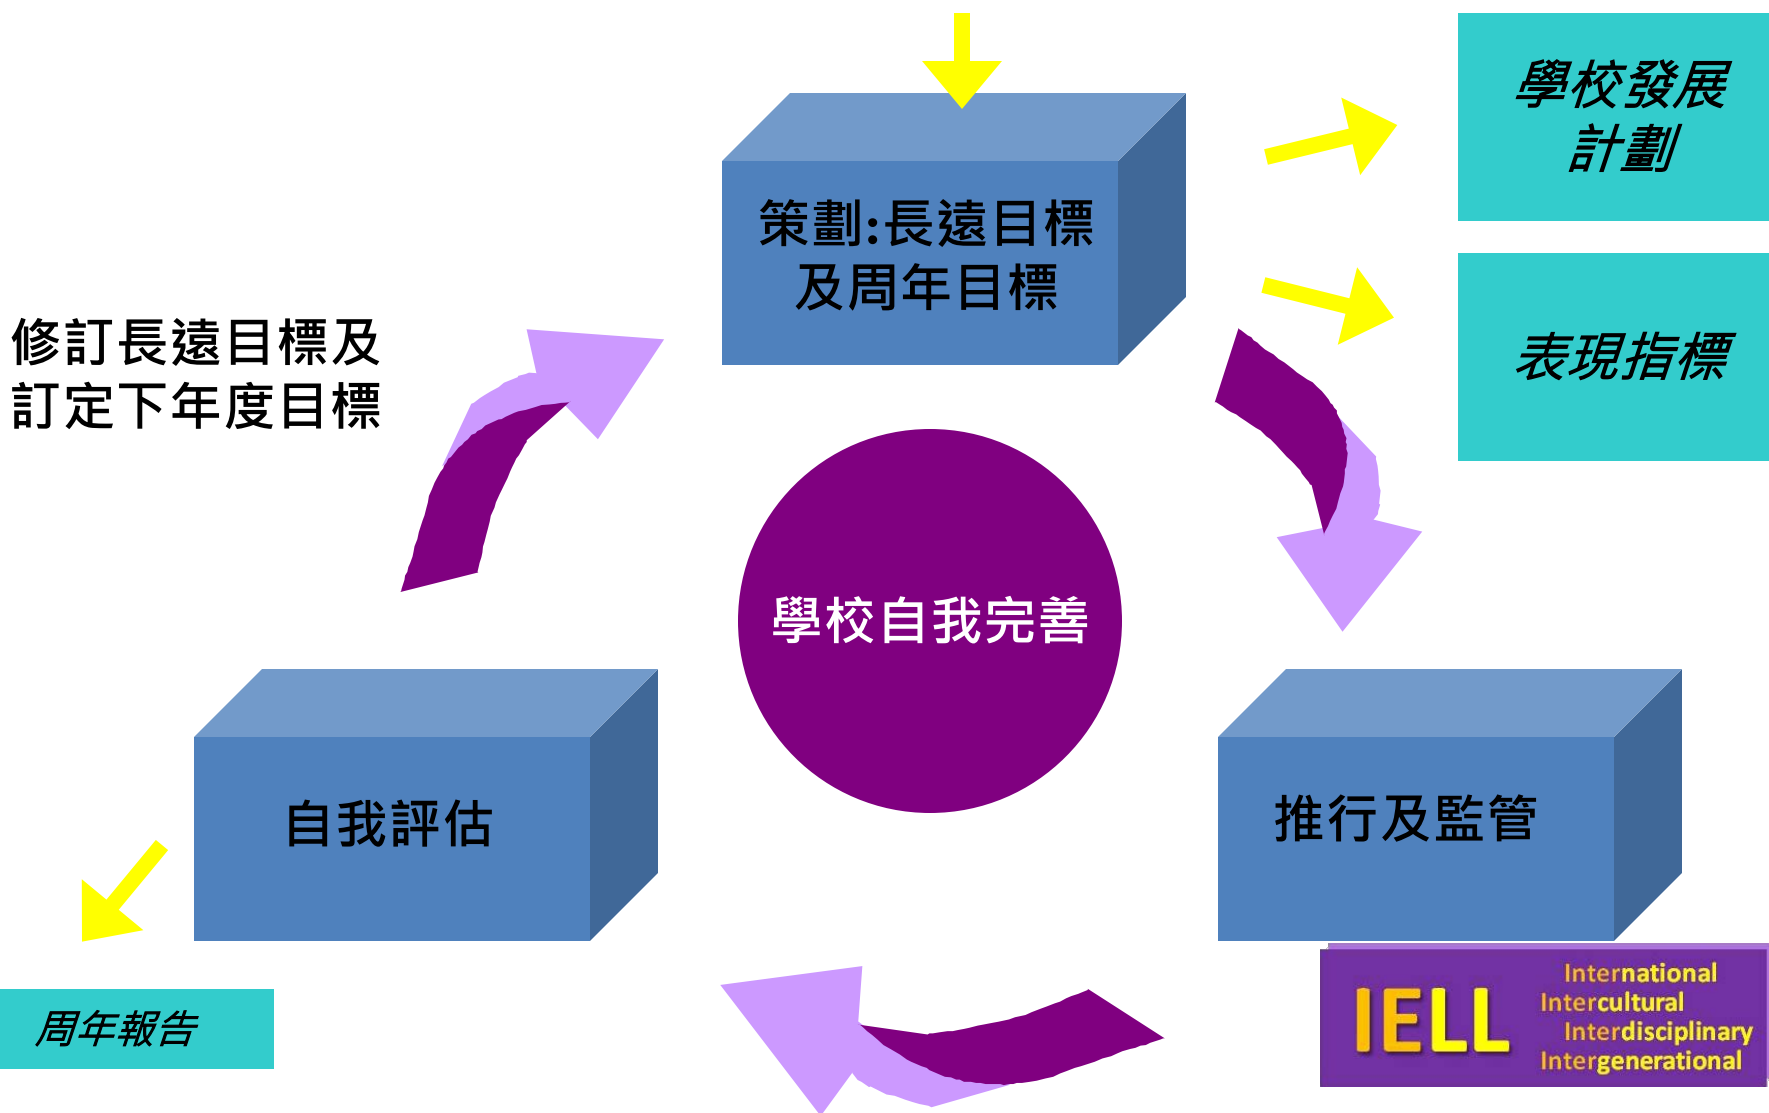 學校發展
計劃
策劃:長遠目標
及周年目標
表現指標
修訂長遠目標及
訂定下年度目標
學校自我完善
自我評估
推行及監管
周年報告
IELL
International
Intercultural
Interdisciplinary
Intergenerational